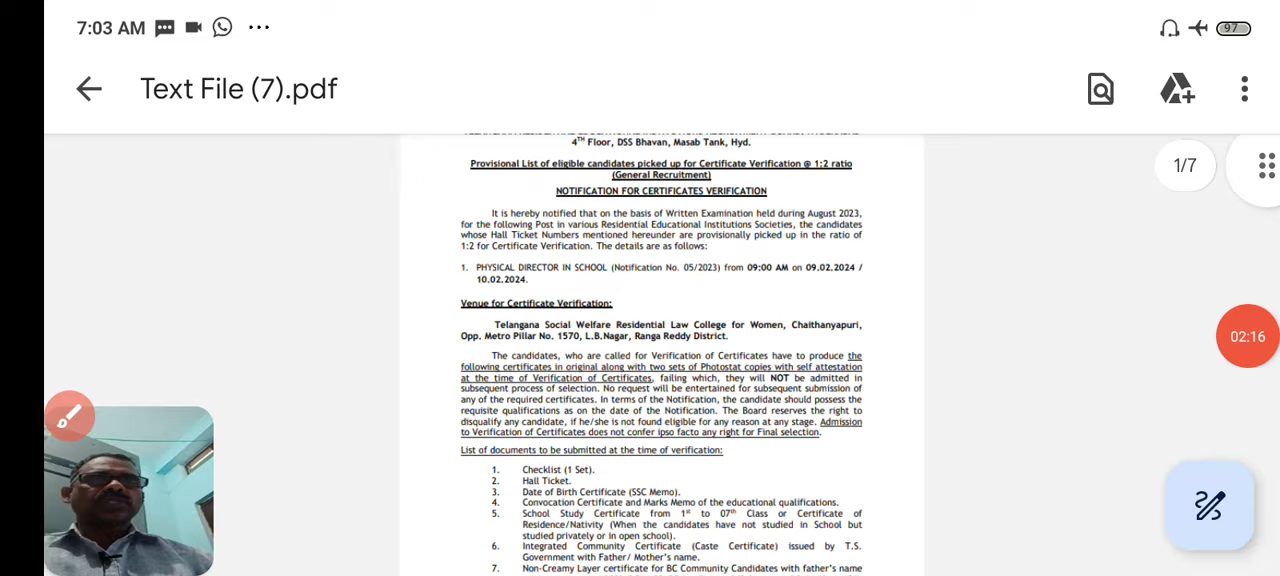 7:03 AM
97
Text File (7).pdf
1/7
4TH Floor, DSS Bhavan, Masab Tank, Hyd.
Provisional List of eligible candidates picked up for Certificate Verification @ 1:2 ratio
(General Recruitment)
NOTIFICATION FOR CERTIFICATES VERIFICATION
It is hereby notified that on the basis of Written Examination held during August 2023,
for the following Post in various Residential Educational Institutions Societies, the candidates
whose Hall Ticket Numbers mentioned hereunder are provisionally picked up in the ratio of
1:2 for Certificate Verification. The details are as follows:
1. PHYSICAL DIRECTOR IN SCHOOL (Notification No. 05/2023) from 09:00 AM on 09.02.2024 /
10.02.2024.
02:16
Venue for Certificate Verification:
Telangana Social Welfare Residential Law College for Women, Chaithanyapuri,
Opp. Metro Pillar No. 1570, L.B.Nagar, Ranga Reddy District.
The candidates, who are called for Verification of Certificates have to produce the
following certificates in original along with two sets of Photostat copies with self attestation
at the time of Verification of Certificates, failing which, they will NOT be admitted in
subsequent process of selection. No request will be entertained for subsequent submission of
any of the required certificates. In terms of the Notification, the candidate should possess the
requisite qualifications as on the date of the Notification. The Board reserves the right to
disqualify any candidate, if he/she is not found eligible for any reason at any stage. Admission
to Verification of Certificates does not confer ipso facto any right for Final selection.
List of documents to be submitted at the time of verification:
1. Checklist (1 Set).
2. Hall Ticket.
3. Date of Birth Certificate (SSC Memo).
4. Convocation Certificate and Marks Memo of the educational qualifications.
5. School Study Certificate from 1st to 07th Class or Certificate of
Residence/Nativity (When the candidates have not studied in School but
studied privately or in open school).
6. Integrated Community Certificate (Caste Certificate) issued by T.S.
Government with Father/ Mother's name.
7. Non-Creamy Layer certificate for BC Community Candidates with father's name